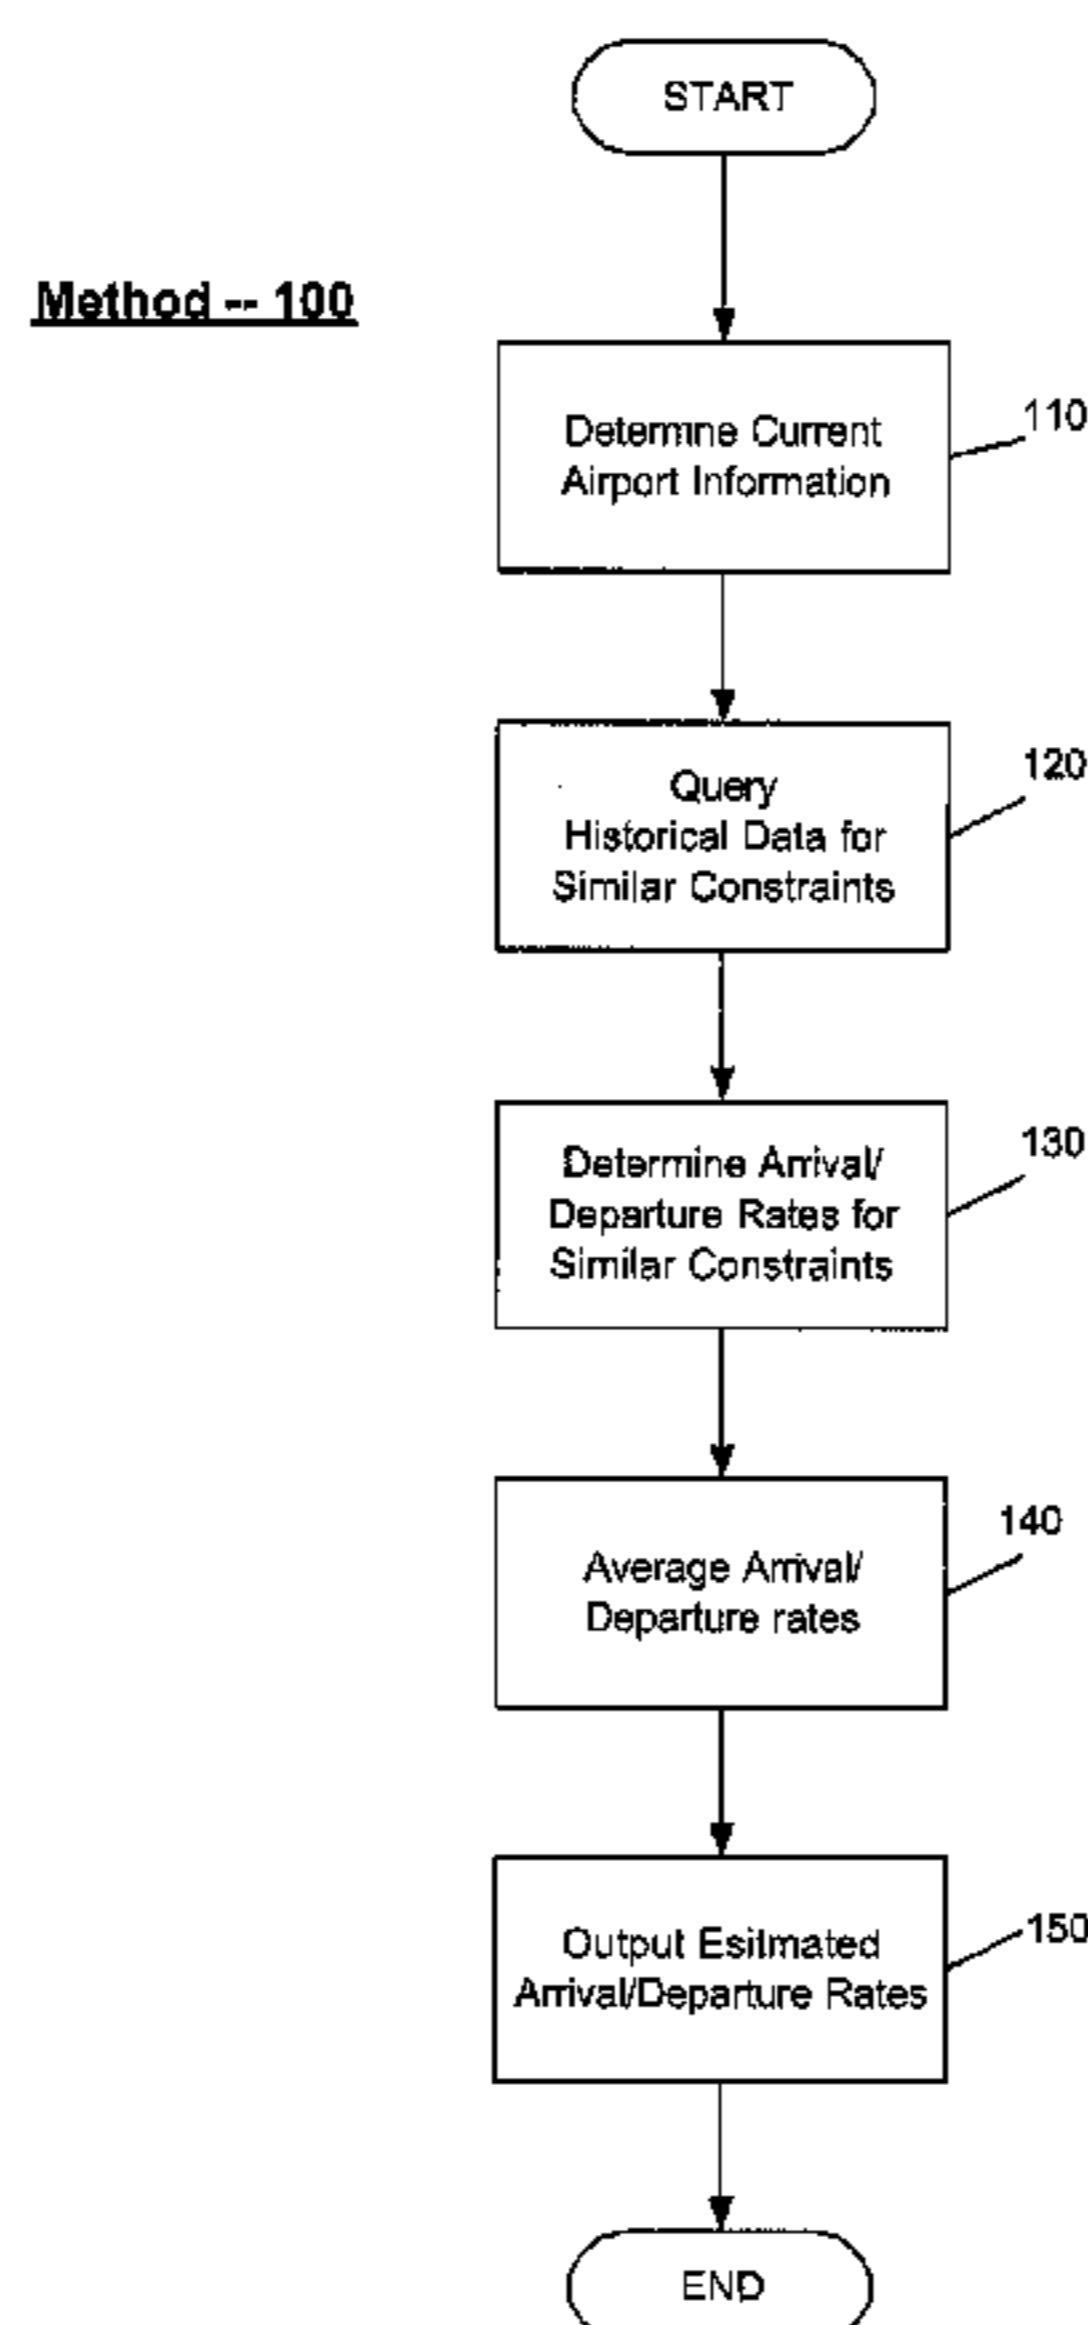 START
Method -- 100
Determine Current
Airport Information
110
Query
Historical Data for
Similar Constraints
120
Determine Arrival/
Departure Rates for
Similar Constraints
130
Average Arrival/
Departure rates
140
Output Esitmated
Arrival/Departure Rates
150
END